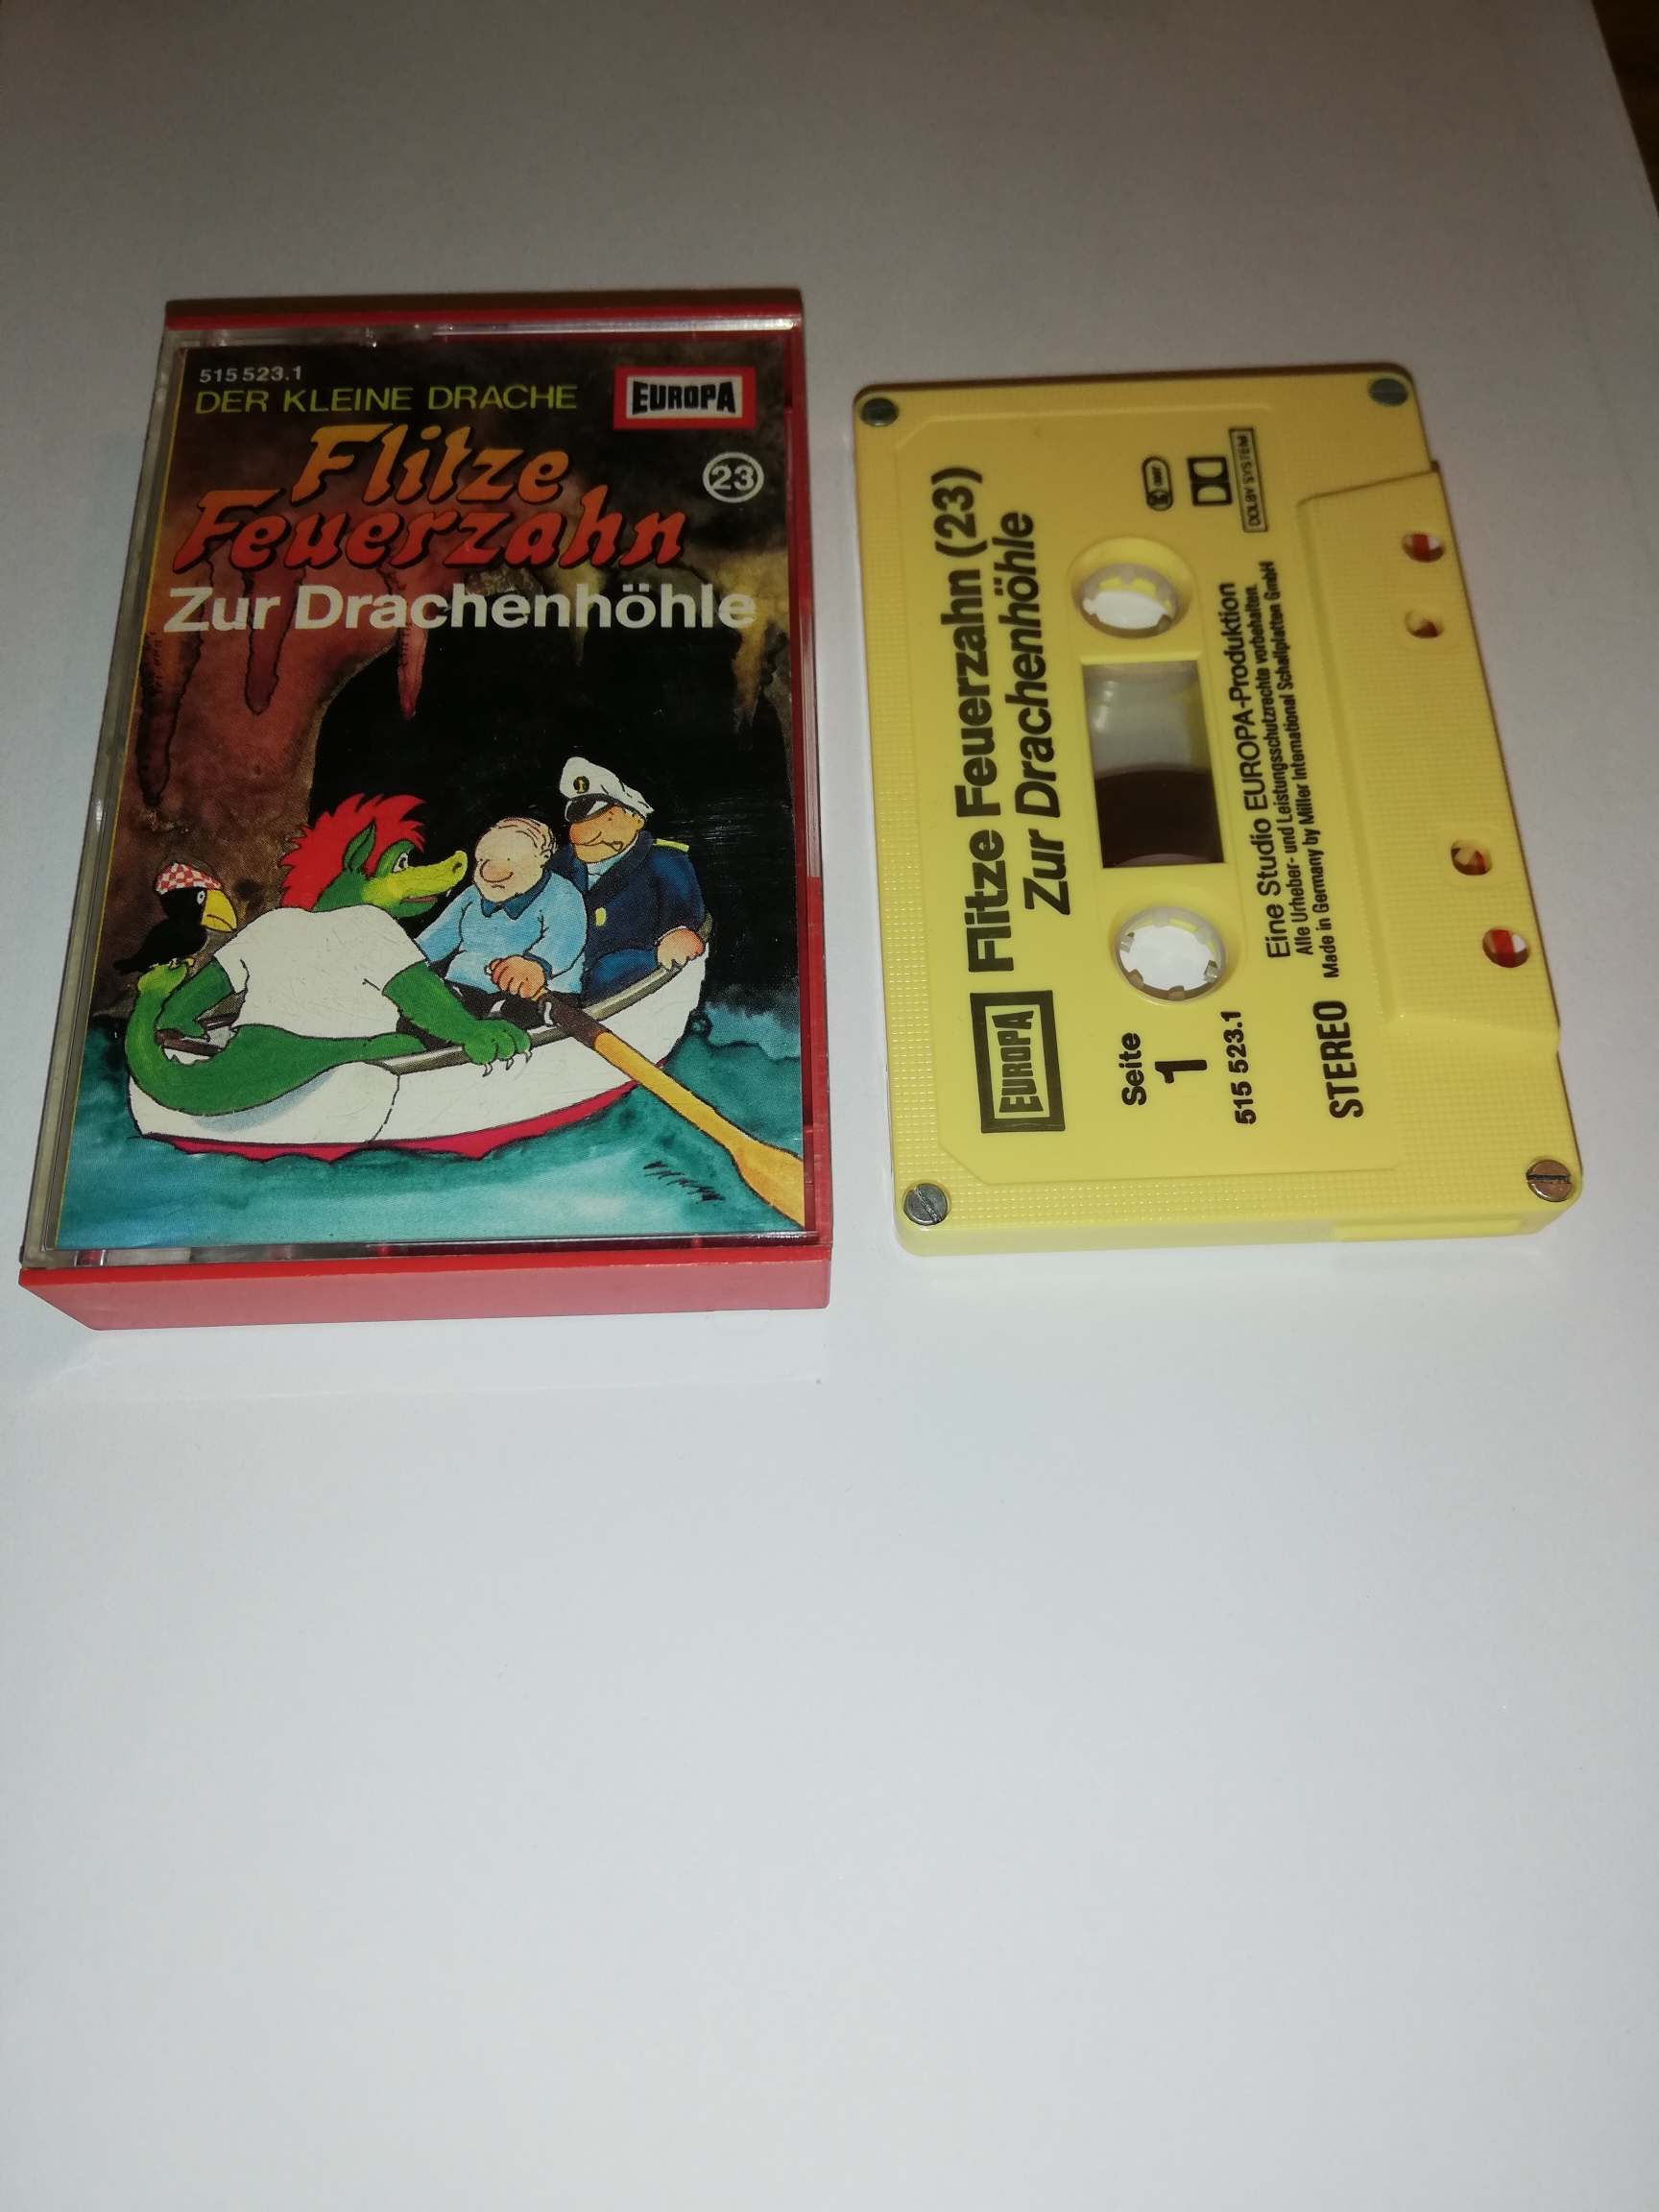 515 523.1
DER KLEINE DRACHE
EUROPA
Flitze
Feuerzahn
23
Zur Drachenhöhle
EUROPA
Flitze Feuerzahn (23)
Zur Drachenhöhle
Seite
1
515 523.1
DOLBY SYSTEM
Eine Studio EUROPA-Produktion
Alle Urheber- und Leistungsschutzrechte vorbehalten.
Made in Germany by Miller International Schallplatten GmbH
STEREO